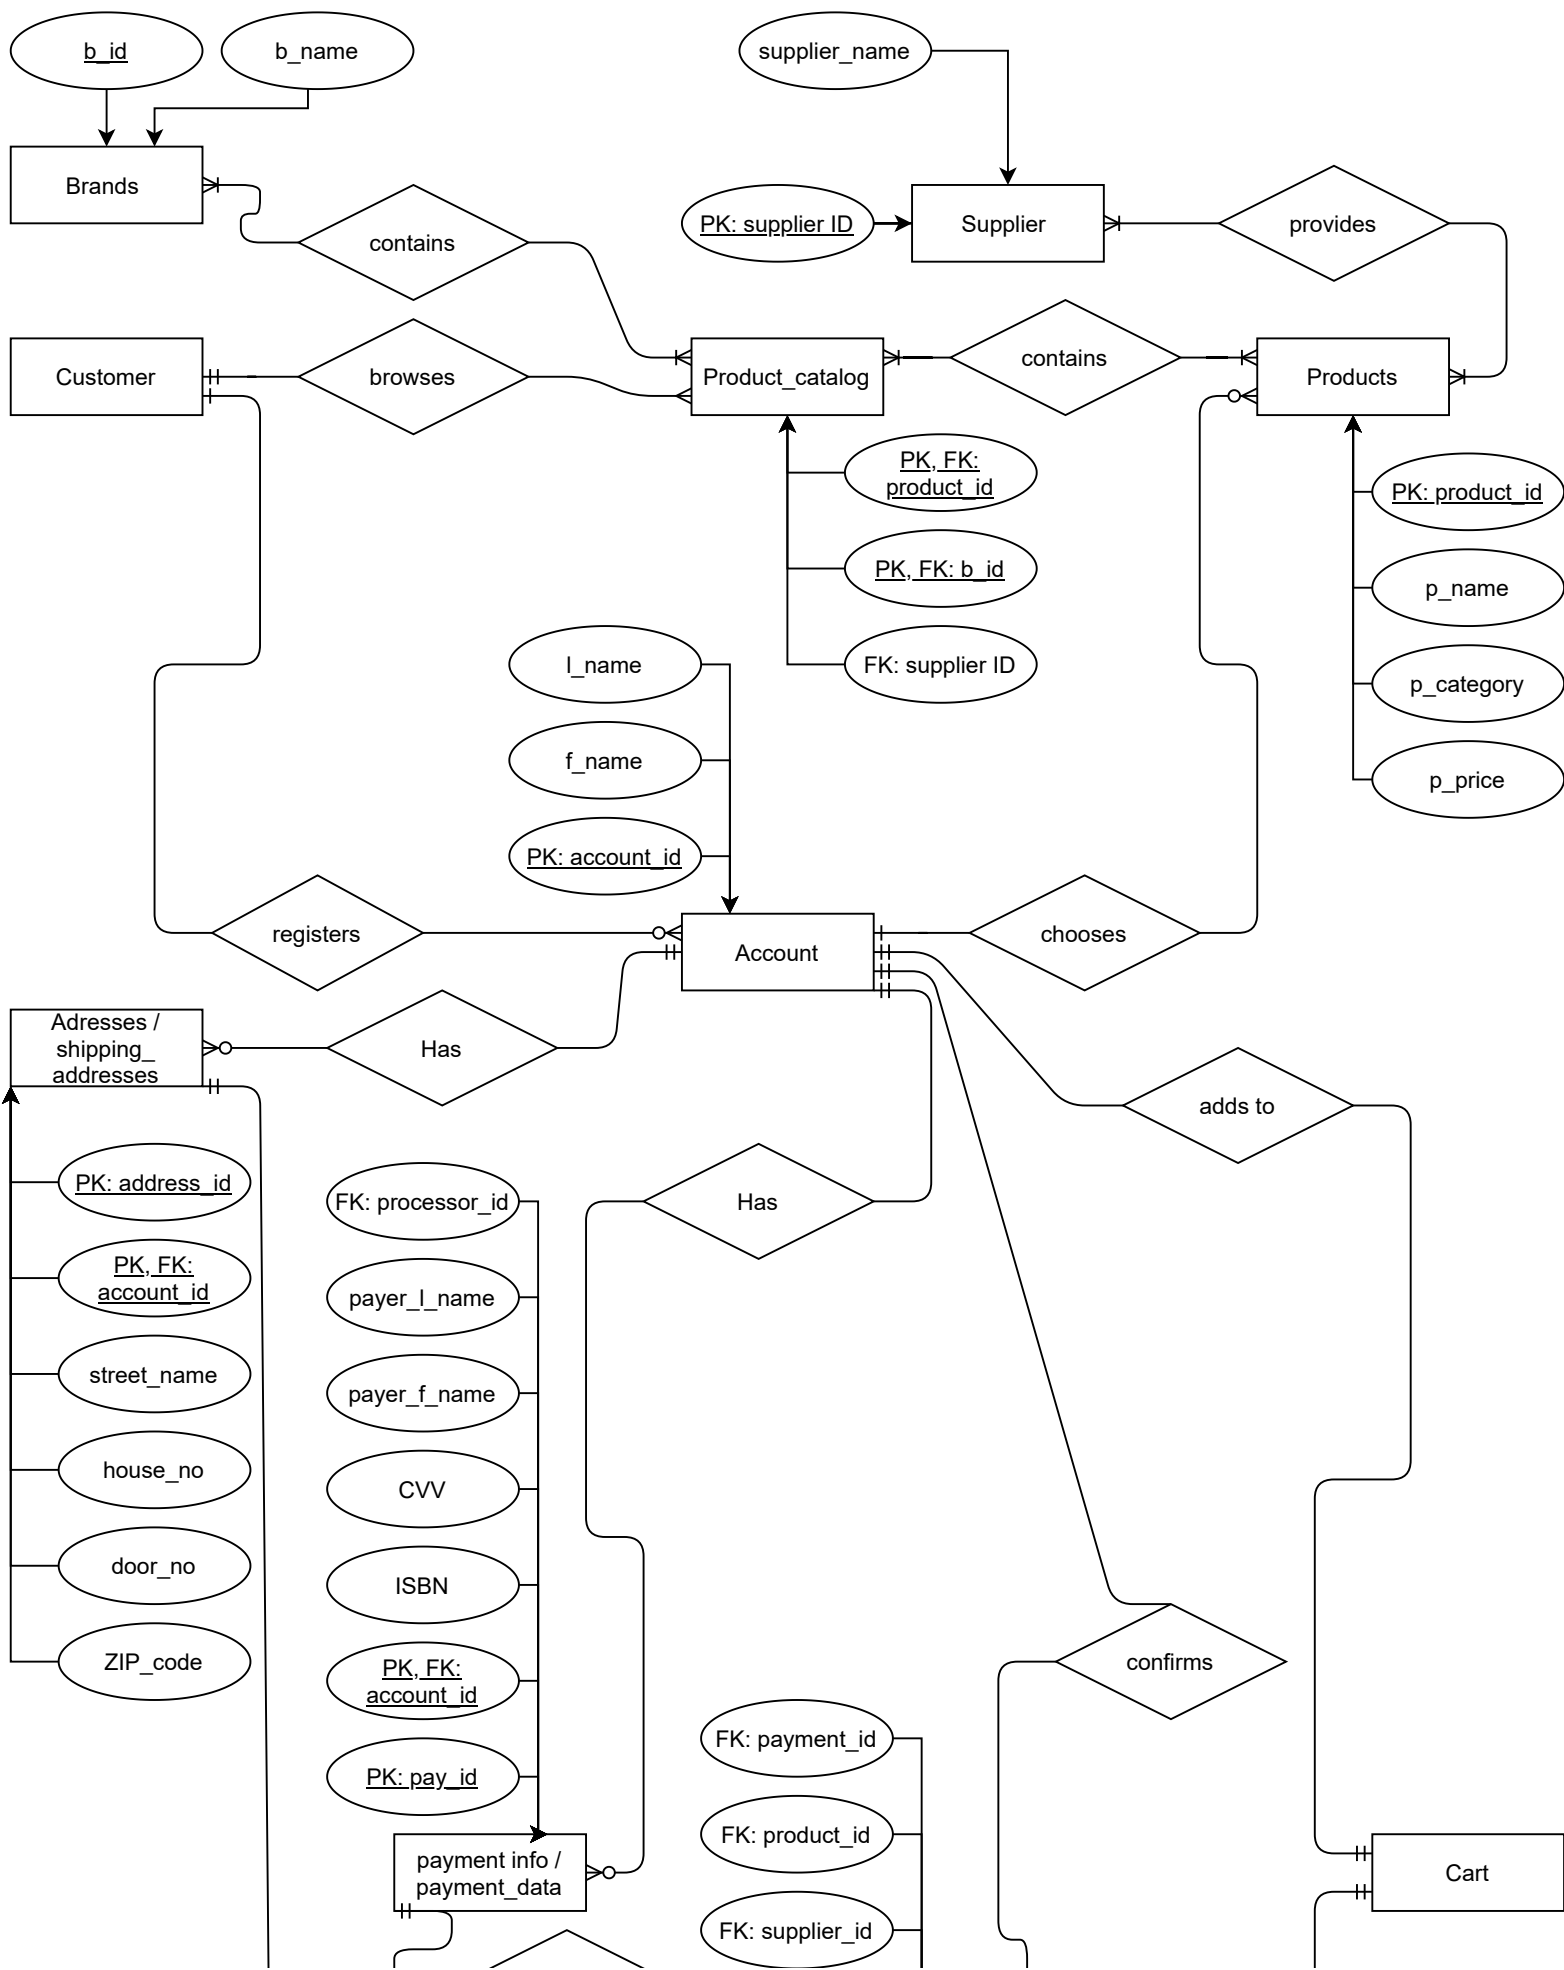 b_id
b_name
supplier_name
Brands
contains
PK: supplier ID
Supplier
provides
Customer
browses
Product_catalog
contains
Products
PK, FK:
product_id
PK, FK: b_id
FK: supplier ID
PK: product_id
p_name
p_category
p_price
l_name
f_name
PK: account_id
registers
Account
chooses
Adresses /
shipping_
addresses
Has
adds to
PK: address_id
PK, FK:
account_id
street_name
house_no
door_no
ZIP_code
FK: processor_id
payer_l_name
payer_f_name
CVV
ISBN
PK, FK:
account_id
PK: pay_id
Has
confirms
FK: payment_id
FK: product_id
FK: supplier_id
payment info /
payment_data
Cart